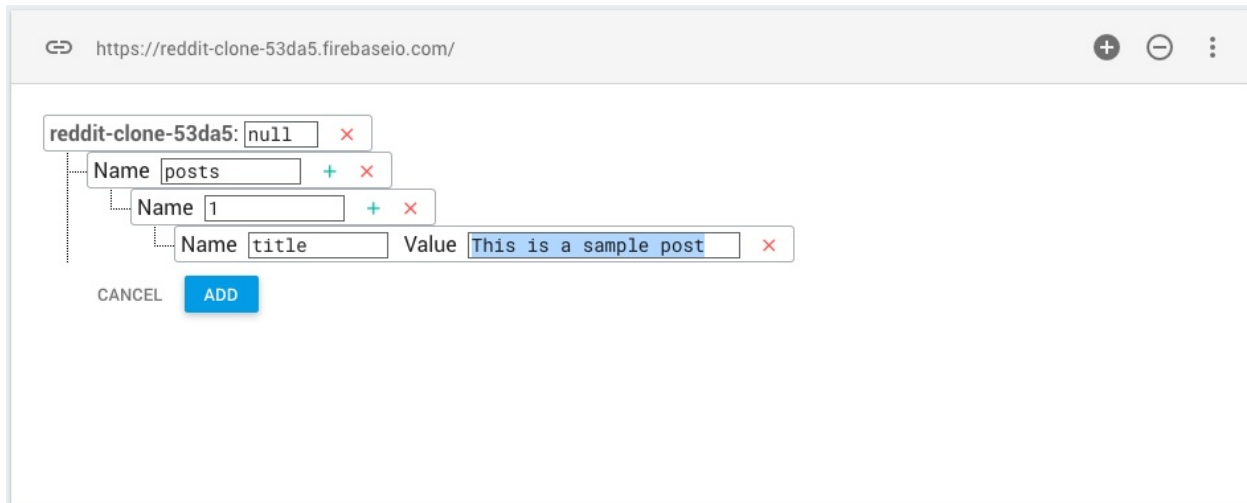 https://reddit-clone-53da5.firebaseio.com/
reddit-clone-53da5: null
Name posts
Name 1
Name title Value This is a sample post
CANCEL ADD